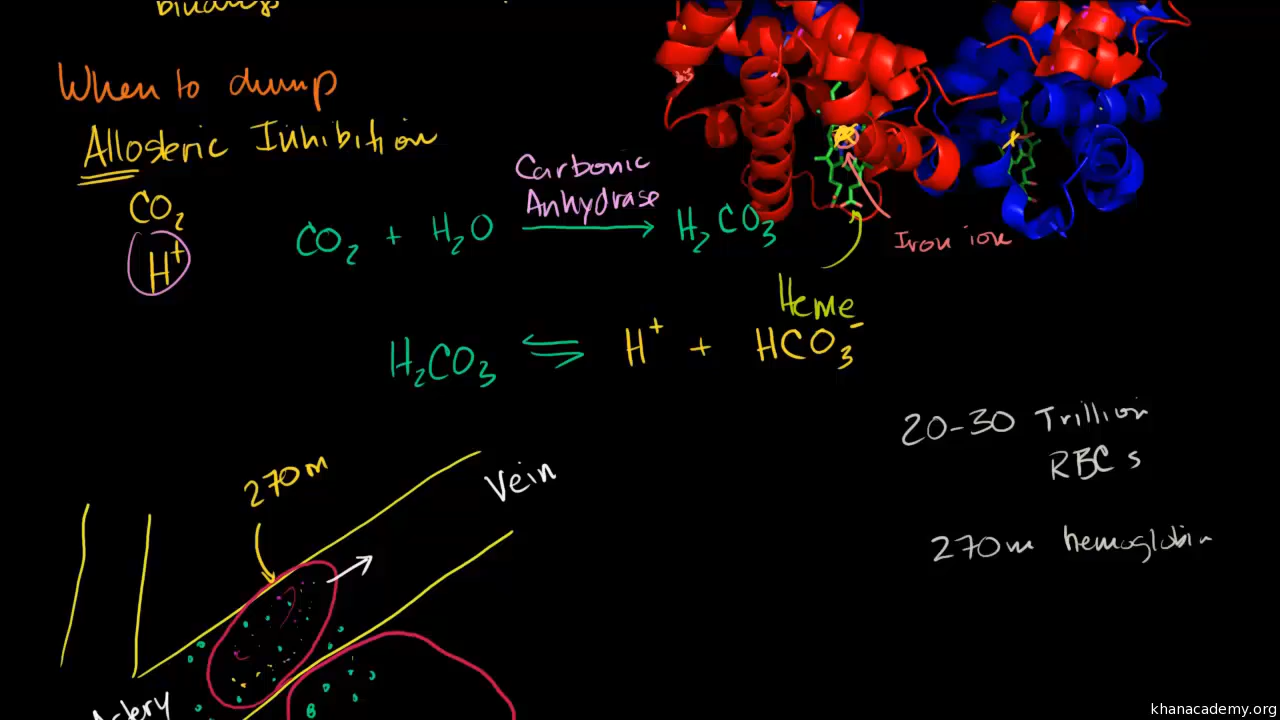 bindings
When to dump
Allosteric Inhibition
CO₂
H⁺
Carbonic
Anhydrase
CO₂ + H₂O → H₂CO₃
Iron ion
Heme
H₂CO₃ ⇌ H⁺ + HCO₃⁻
20-30 Trillion
RBCs
270m hemoglobin
270m
Vein
Artery
khanacademy.org